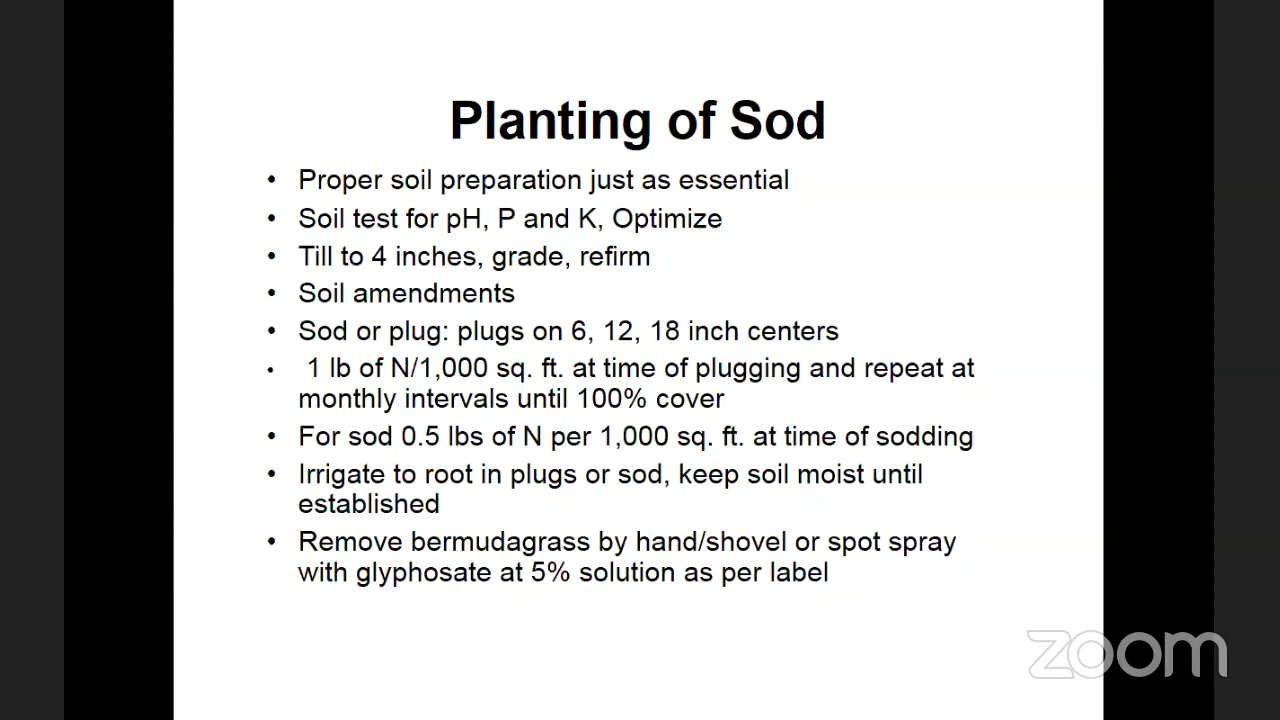 Planting of Sod
• Proper soil preparation just as essential
• Soil test for pH, P and K, Optimize
• Till to 4 inches, grade, refirm
• Soil amendments
• Sod or plug: plugs on 6, 12, 18 inch centers
• 1 lb of N/1,000 sq. ft. at time of plugging and repeat at
monthly intervals until 100% cover
• For sod 0.5 lbs of N per 1,000 sq. ft. at time of sodding
• Irrigate to root in plugs or sod, keep soil moist until
established
• Remove bermudagrass by hand/shovel or spot spray
with glyphosate at 5% solution as per label
zoom